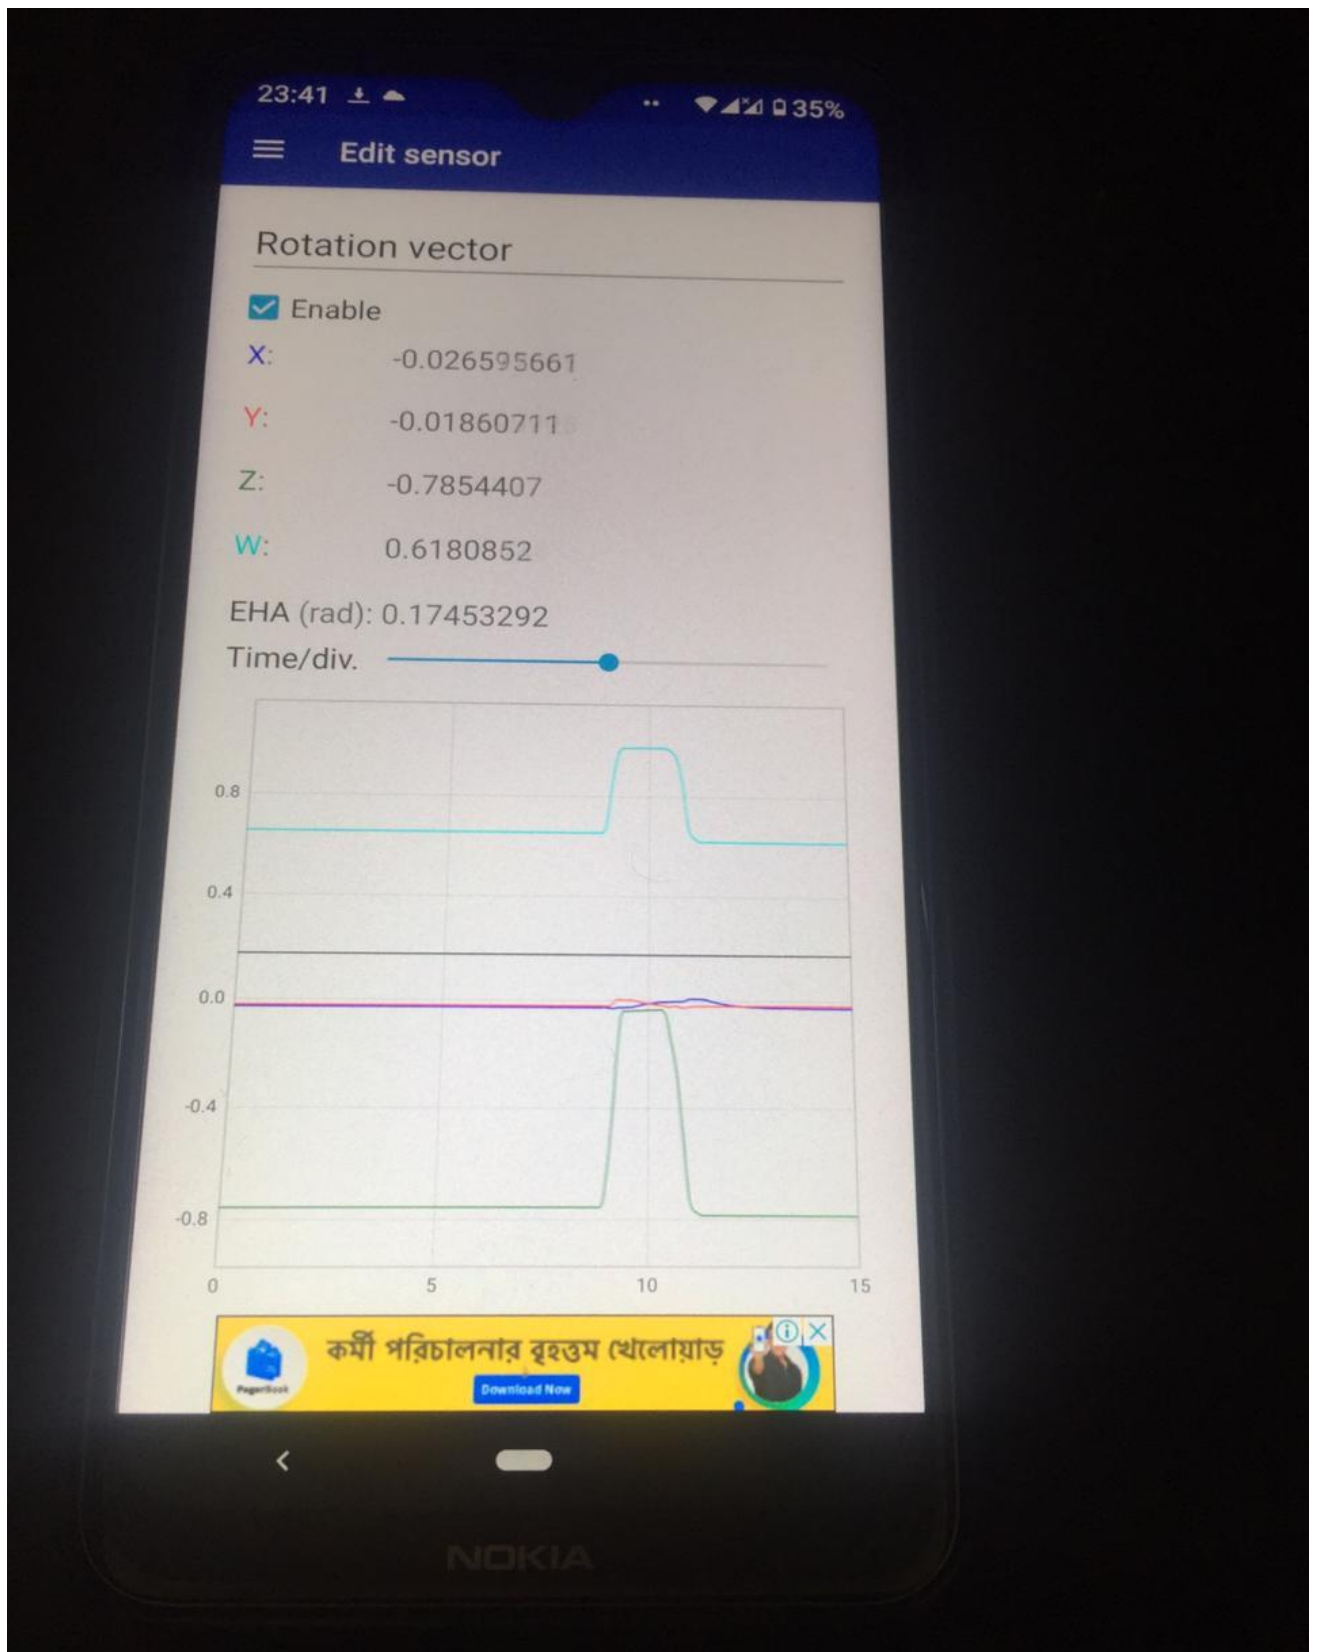 23:41 35%
Edit sensor
Rotation vector
Enable
X: -0.026595661
Y: -0.01860711
Z: -0.7854407
W: 0.6180852
EHA (rad): 0.17453292
Time/div.
0.8
0.4
0.0
-0.4
-0.8
0 5 10 15
কর্মী পরিচালনার বৃহত্তম খেলোয়াড়
PagarBook
Download Now
NOKIA